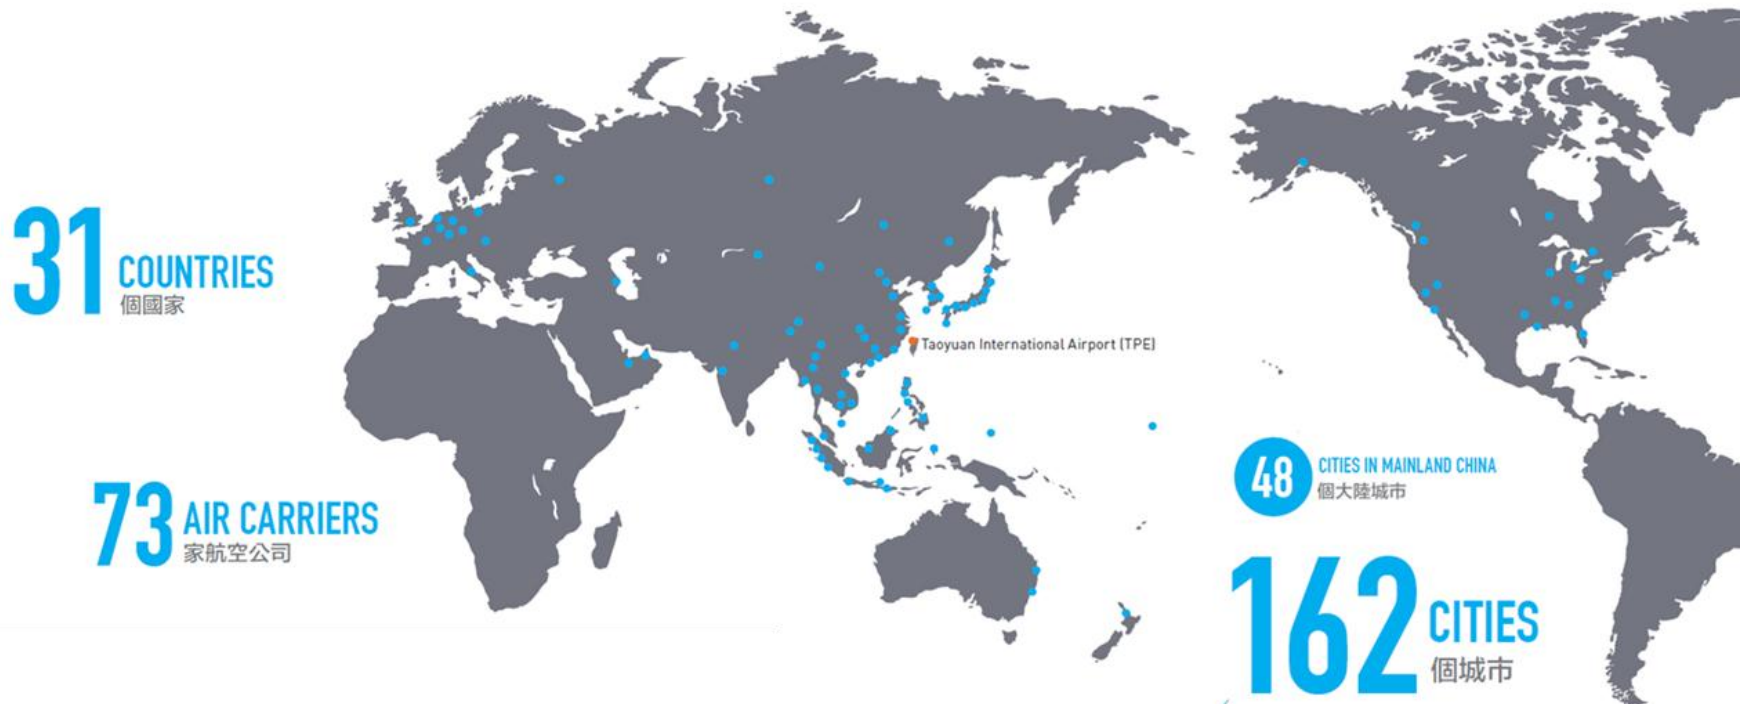 31 COUNTRIES
個國家
Taoyuan International Airport (TPE)
48 CITIES IN MAINLAND CHINA
個大陸城市
73 AIR CARRIERS
家航空公司
162 CITIES
個城市